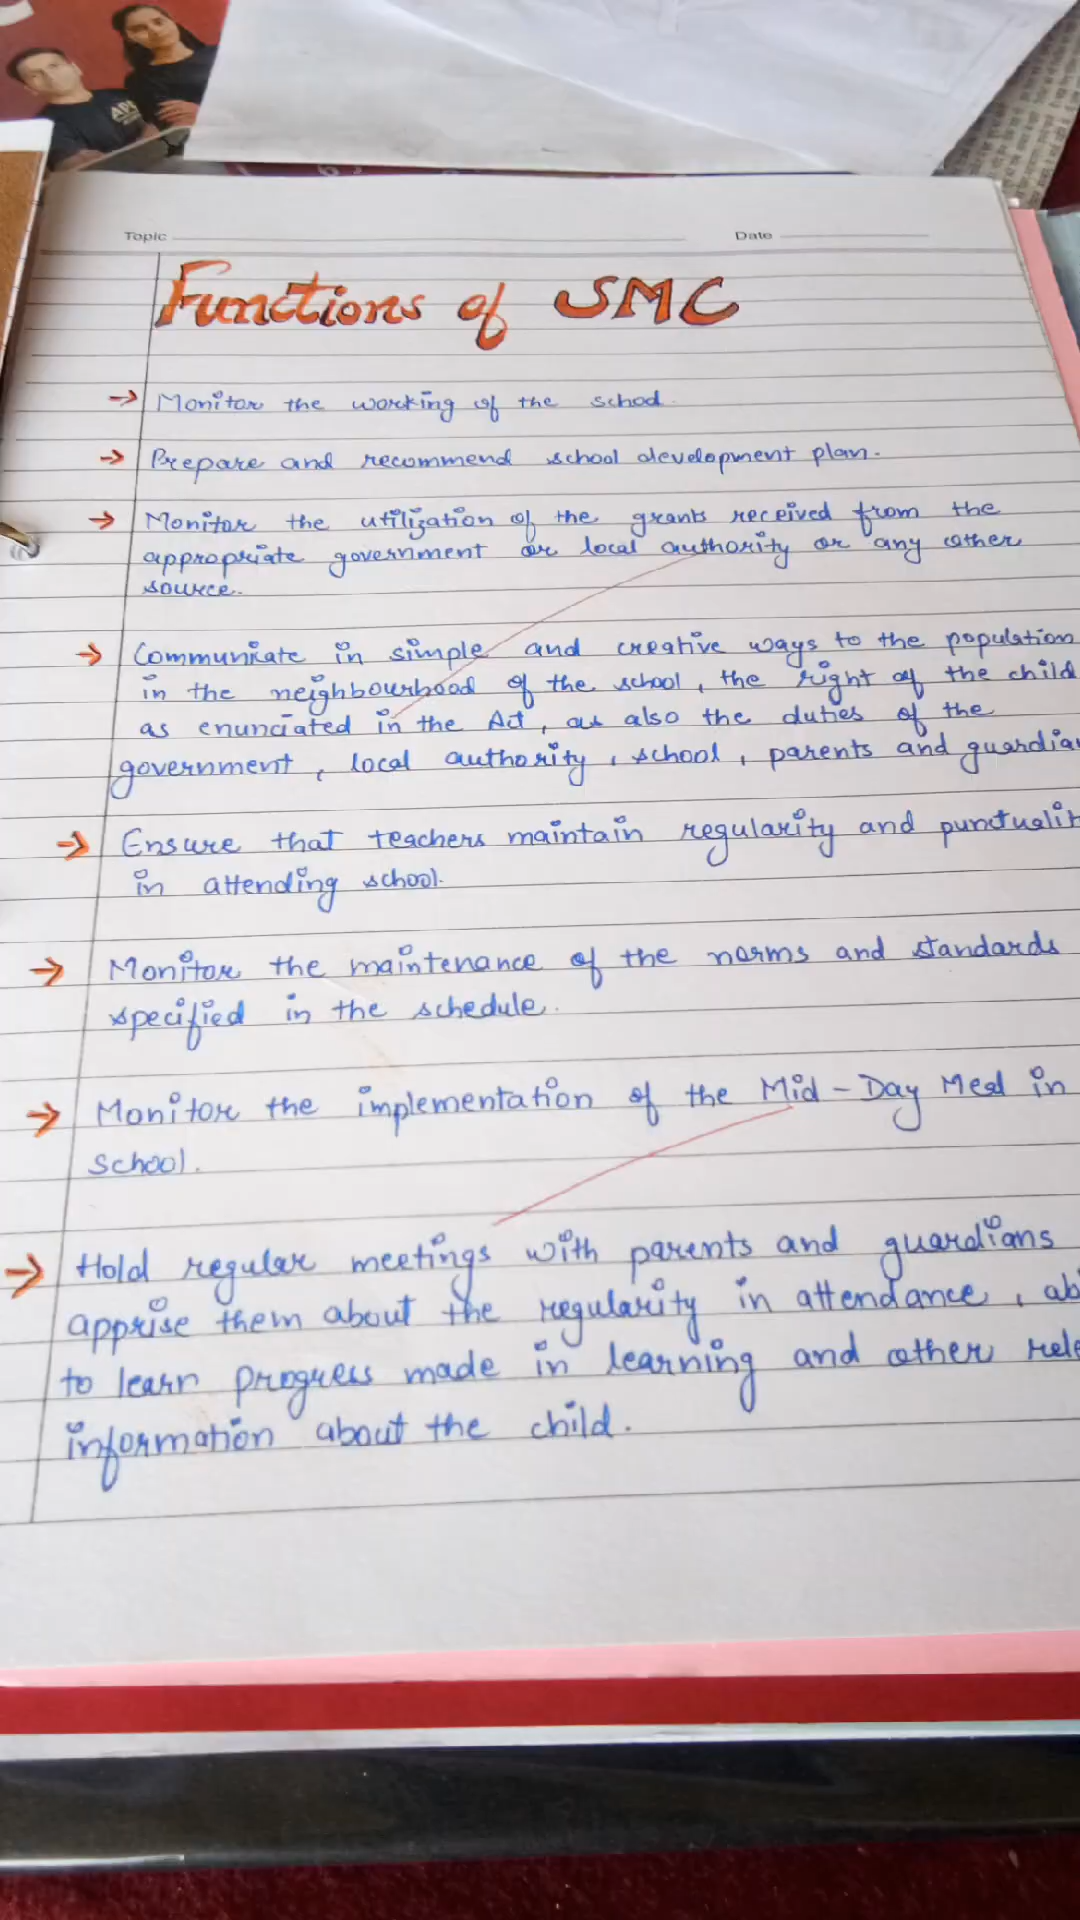 Topic
Date
Functions of SMC
→ Monitor the working of the school.
→ Prepare and recommend school development plan.
→ Monitor the utilization of the grants received from the
appropriate government or local authority or any other
source.
→ Communicate in simple and creative ways to the population
in the neighbourhood of the school, the right of the child
as enunciated in the Act, as also the duties of the
government, local authority, school, parents and guardian
→ Ensure that teachers maintain regularity and punctualit
in attending school.
→ Monitor the maintenance of the norms and standards
specified in the schedule.
→ Monitor the implementation of the Mid-Day Meal in
school.
→ Hold regular meetings with parents and guardians
apprise them about the regularity in attendance, ab
to learn progress made in learning and other rele
information about the child.